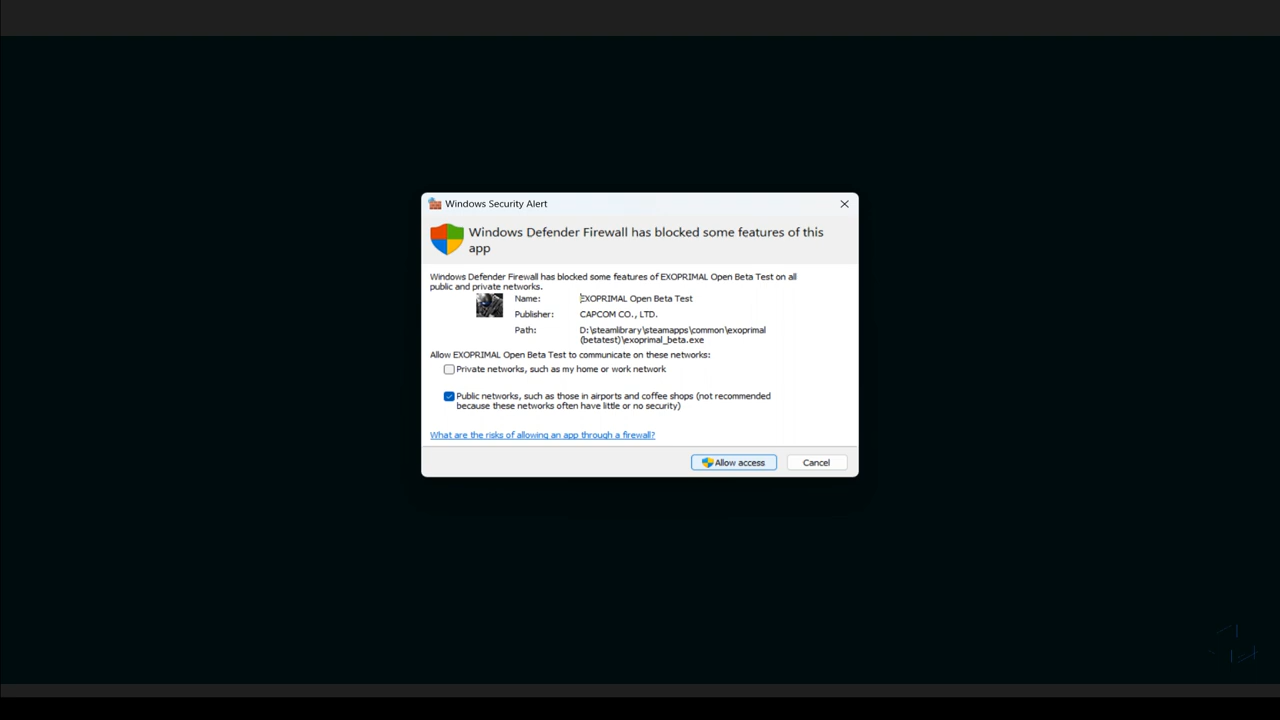 Windows Security Alert
Windows Defender Firewall has blocked some features of this
app
Windows Defender Firewall has blocked some features of EXOPRIMAL Open Beta Test on all
public and private networks.
Name: EXOPRIMAL Open Beta Test
Publisher: CAPCOM CO., LTD.
Path: D:\steamlibrary\steamapps\common\exoprimal
(betatest)\exoprimal_beta.exe
Allow EXOPRIMAL Open Beta Test to communicate on these networks:
Private networks, such as my home or work network
Public networks, such as those in airports and coffee shops (not recommended
because these networks often have little or no security)
What are the risks of allowing an app through a firewall?
Allow access Cancel